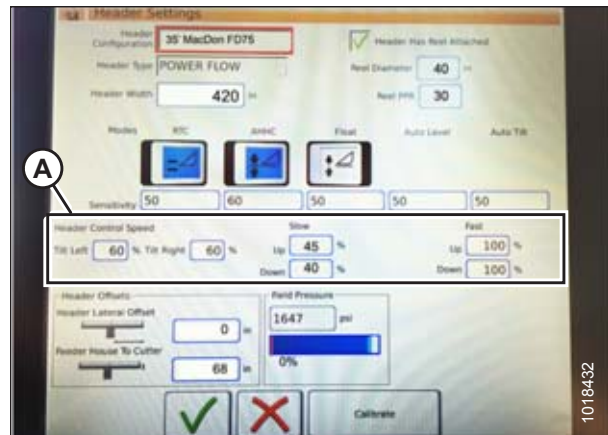 Header Settings
Header Configuration 35' MacDon FD75 Header Has Reel Attached
Header Type POWER FLOW Reel Diameter 40 in
Header Width 420 in Reel PPR 30
Modes RTC AHHC Float Auto Level Auto Tilt
A
Sensitivity 50 60 50 50 50
Header Control Speed Slow Fast
Tilt Left 60 % Tilt Right 60 % Up 45 % Up 100 %
Down 40 % Down 100 %
Header Offsets Field Pressure
Header Lateral Offset 0 in 1647 psi
Feeder House To Cutter 68 in 0%
Calibrate
1018432